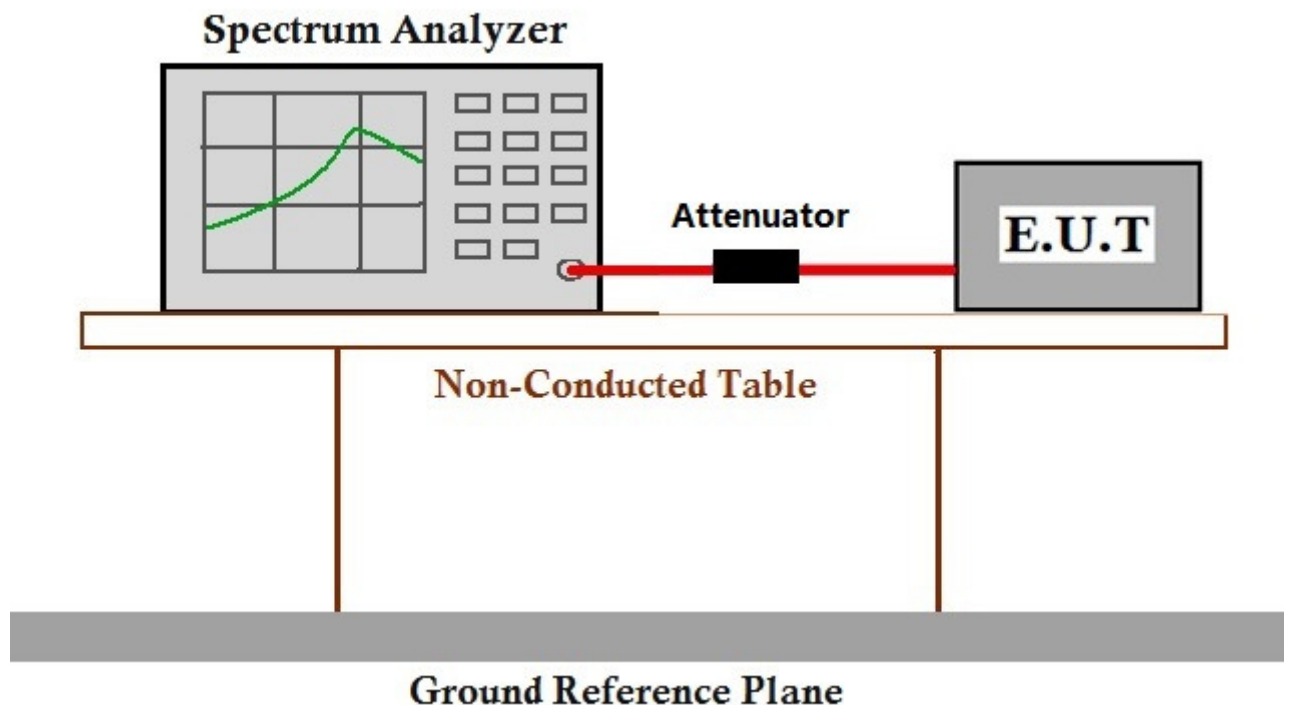 Spectrum Analyzer
Attenuator
E.U.T
Non-Conducted Table
Ground Reference Plane